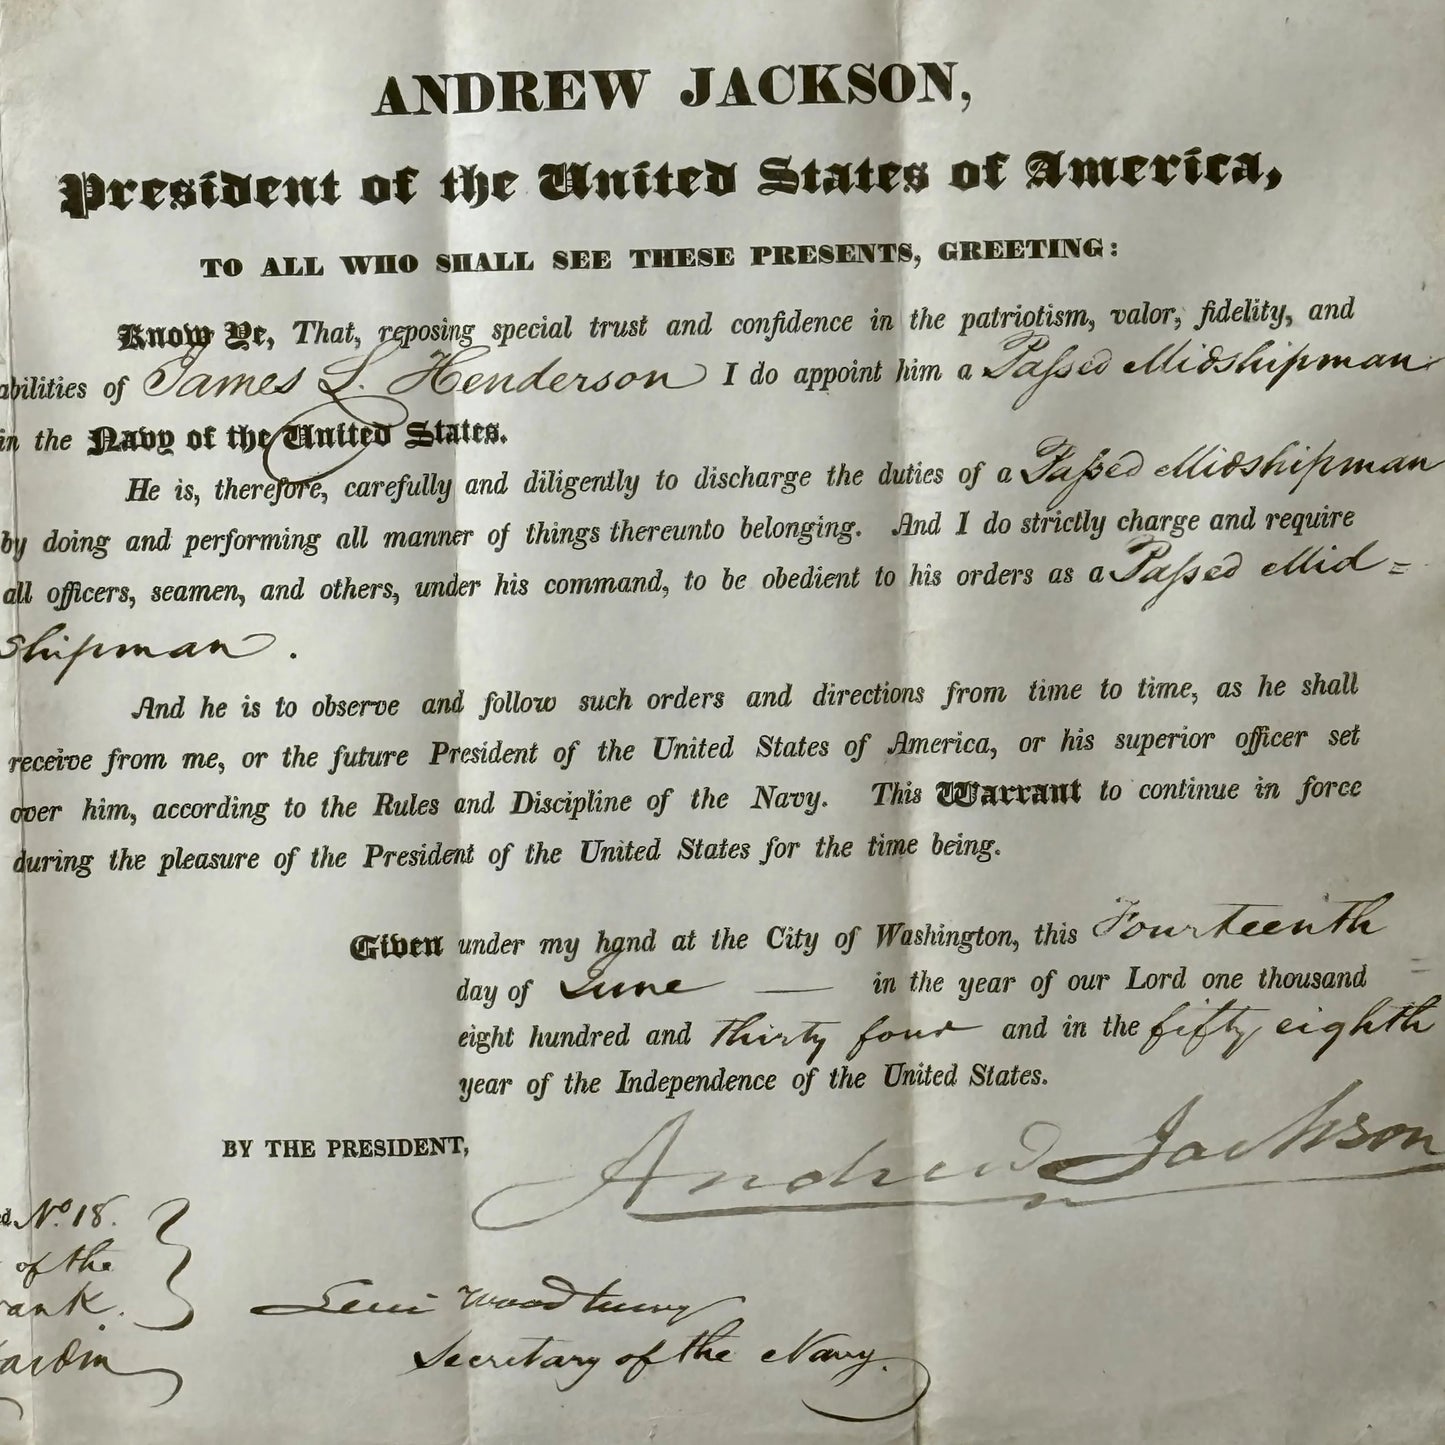 ANDREW JACKSON,
President of the United States of America,
TO ALL WHO SHALL SEE THESE PRESENTS, GREETING:
Know Ye, That, reposing special trust and confidence in the patriotism, valor, fidelity, and
abilities of James L. Henderson I do appoint him a Passed Midshipman
in the Navy of the United States.
He is, therefore, carefully and diligently to discharge the duties of a Passed Midshipman
by doing and performing all manner of things thereunto belonging. And I do strictly charge and require
all officers, seamen, and others, under his command, to be obedient to his orders as a Passed Mid=
shipman.
And he is to observe and follow such orders and directions from time to time, as he shall
receive from me, or the future President of the United States of America, or his superior officer set
over him, according to the Rules and Discipline of the Navy. This Warrant to continue in force
during the pleasure of the President of the United States for the time being.
Given under my hand at the City of Washington, this Fourteenth
day of June — in the year of our Lord one thousand
eight hundred and thirty four and in the fifty eighth
year of the Independence of the United States.
Andrew Jackson
BY THE PRESIDENT,
ed. No. 18.
of the
rank.
Levi Woodbury
Secretary of the Navy.